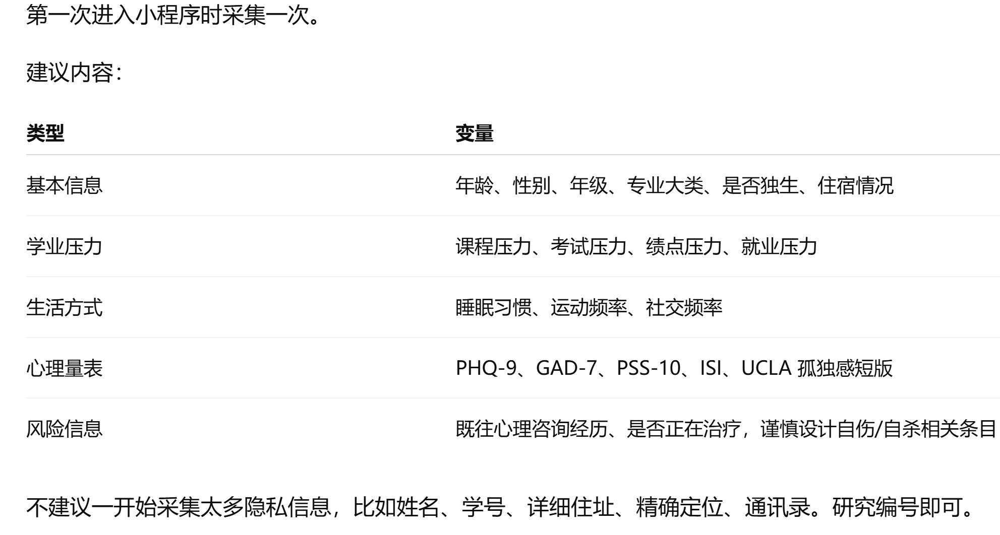 第一次进入小程序时采集一次。
建议内容：
类型 变量
基本信息 年龄、性别、年级、专业大类、是否独生、住宿情况
学业压力 课程压力、考试压力、绩点压力、就业压力
生活方式 睡眠习惯、运动频率、社交频率
心理量表 PHQ-9、GAD-7、PSS-10、ISI、UCLA 孤独感短版
风险信息 既往心理咨询经历、是否正在治疗，谨慎设计自伤/自杀相关条目
不建议一开始采集太多隐私信息，比如姓名、学号、详细住址、精确定位、通讯录。研究编号即可。